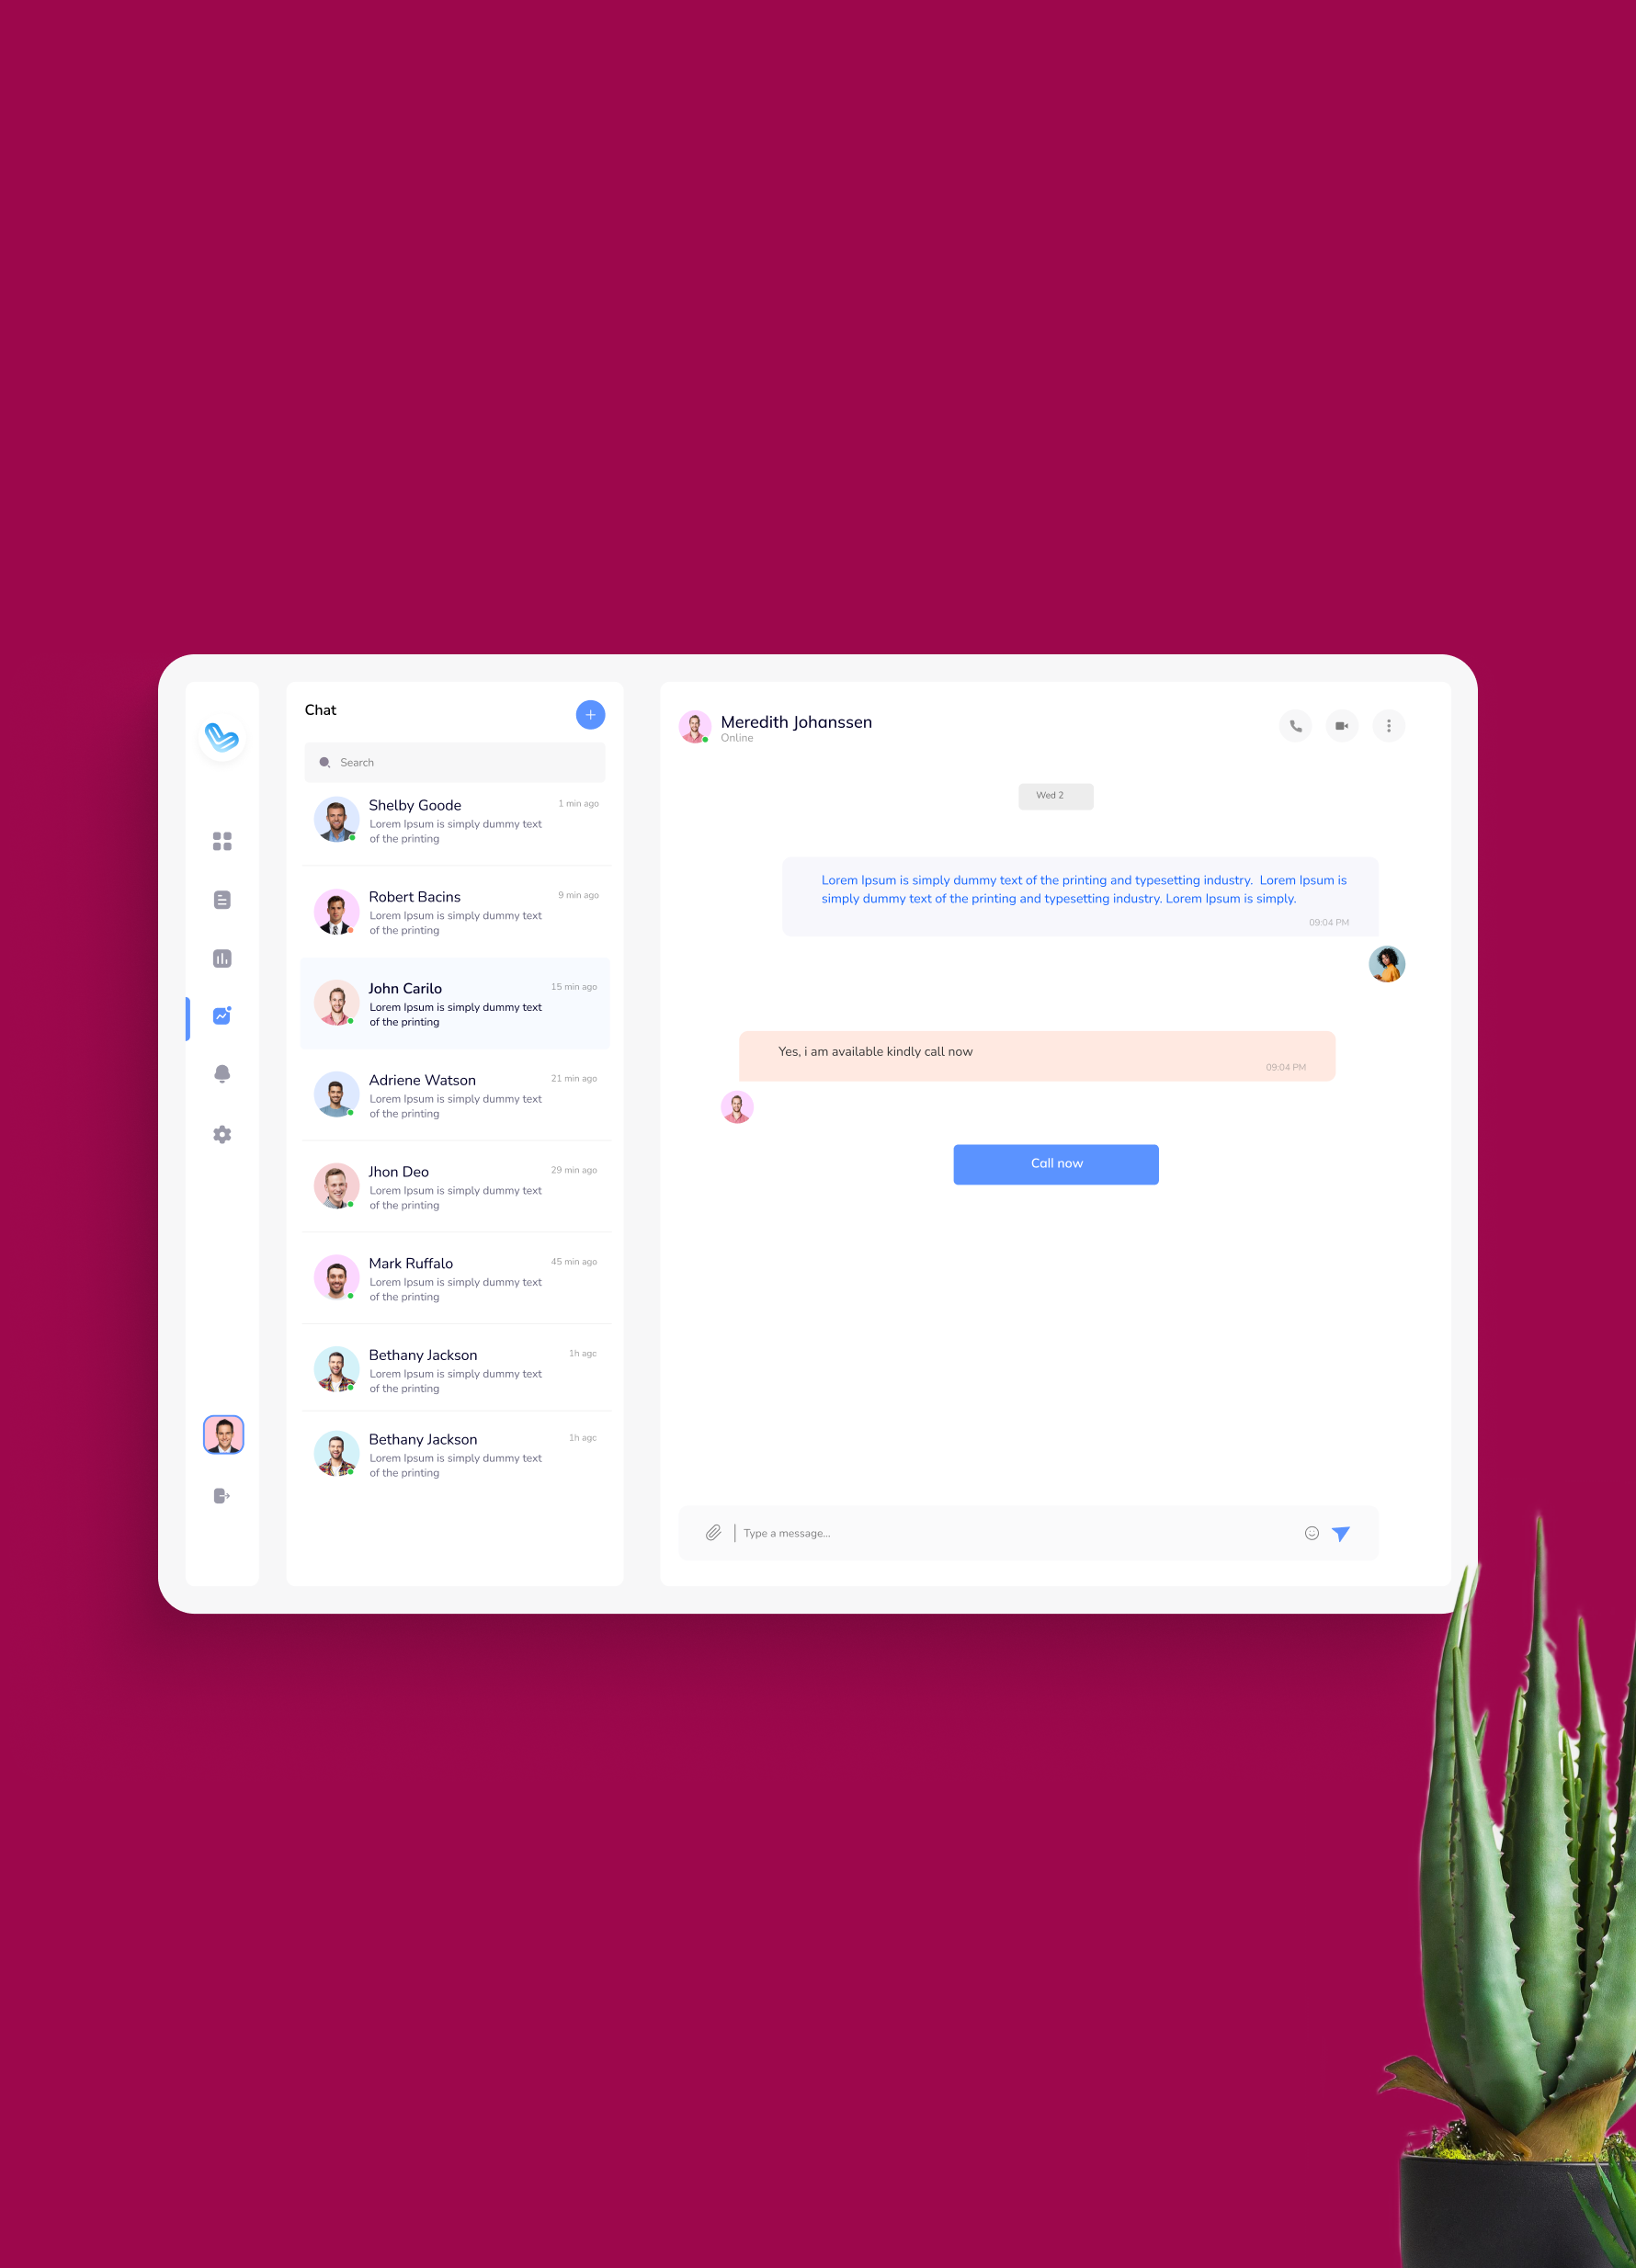 Chat
Search
Shelby Goode
1 min ago
Lorem Ipsum is simply dummy text
of the printing
Robert Bacins
9 min ago
Lorem Ipsum is simply dummy text
of the printing
John Carilo
15 min ago
Lorem Ipsum is simply dummy text
of the printing
Adriene Watson
21 min ago
Lorem Ipsum is simply dummy text
of the printing
Jhon Deo
29 min ago
Lorem Ipsum is simply dummy text
of the printing
Mark Ruffalo
45 min ago
Lorem Ipsum is simply dummy text
of the printing
Bethany Jackson
1h agc
Lorem Ipsum is simply dummy text
of the printing
Bethany Jackson
1h agc
Lorem Ipsum is simply dummy text
of the printing
Meredith Johanssen
Online
Wed 2
Lorem Ipsum is simply dummy text of the printing and typesetting industry.  Lorem Ipsum is
simply dummy text of the printing and typesetting industry. Lorem Ipsum is simply.
09:04 PM
Yes, i am available kindly call now
09:04 PM
Call now
Type a message...